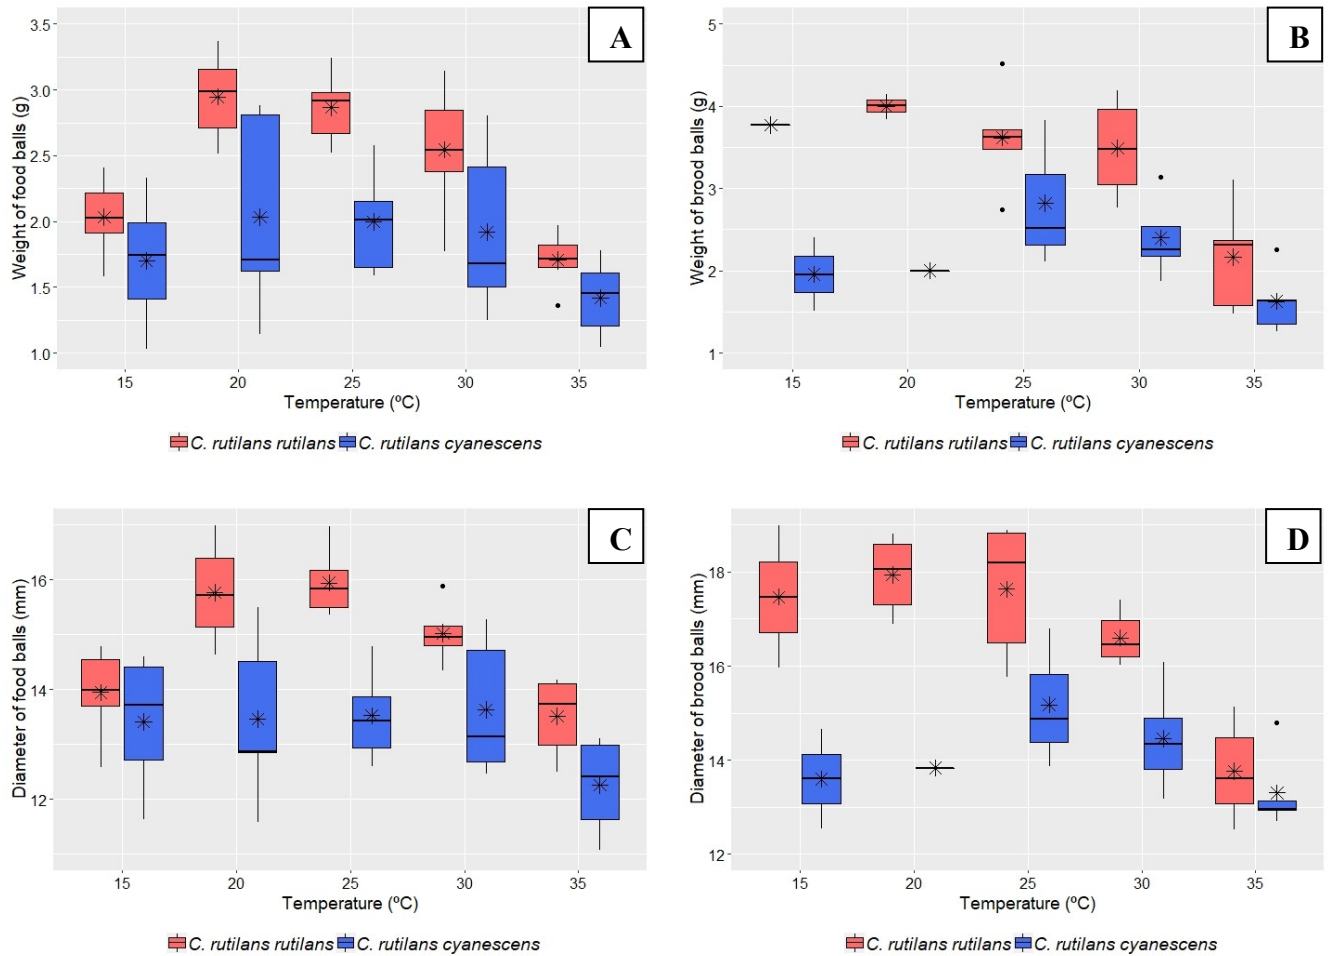 A
Weight of food balls (g)
3.5
3.0
2.5
2.0
1.5
1.0
15 20 25 30 35
Temperature (ºC)
C. rutilans rutilans C. rutilans cyanescens
B
Weight of brood balls (g)
5
4
3
2
1
15 20 25 30 35
Temperature (ºC)
C. rutilans rutilans C. rutilans cyanescens
C
Diameter of food balls (mm)
16
14
12
15 20 25 30 35
Temperature (ºC)
C. rutilans rutilans C. rutilans cyanescens
D
Diameter of brood balls (mm)
18
16
14
12
15 20 25 30 35
Temperature (ºC)
C. rutilans rutilans C. rutilans cyanescens